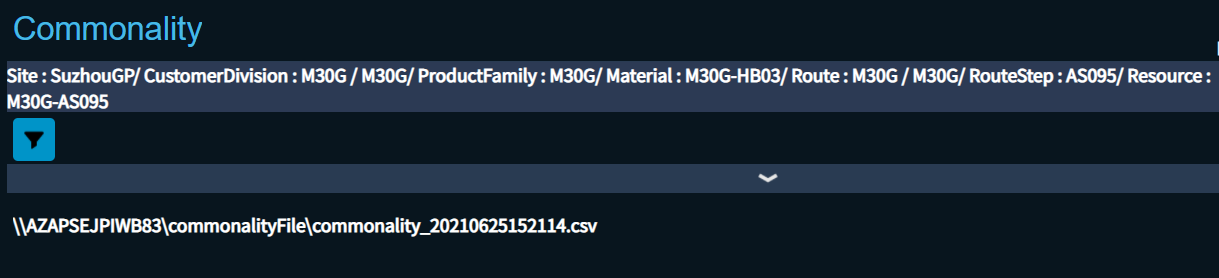 Commonality
Site : SuzhouGP/ CustomerDivision : M30G / M30G/ ProductFamily : M30G/ Material : M30G-HB03/ Route : M30G / M30G/ RouteStep : AS095/ Resource :
M30G-AS095
\\AZAPSEJPIWB83\commonalityFile\commonality_20210625152114.csv